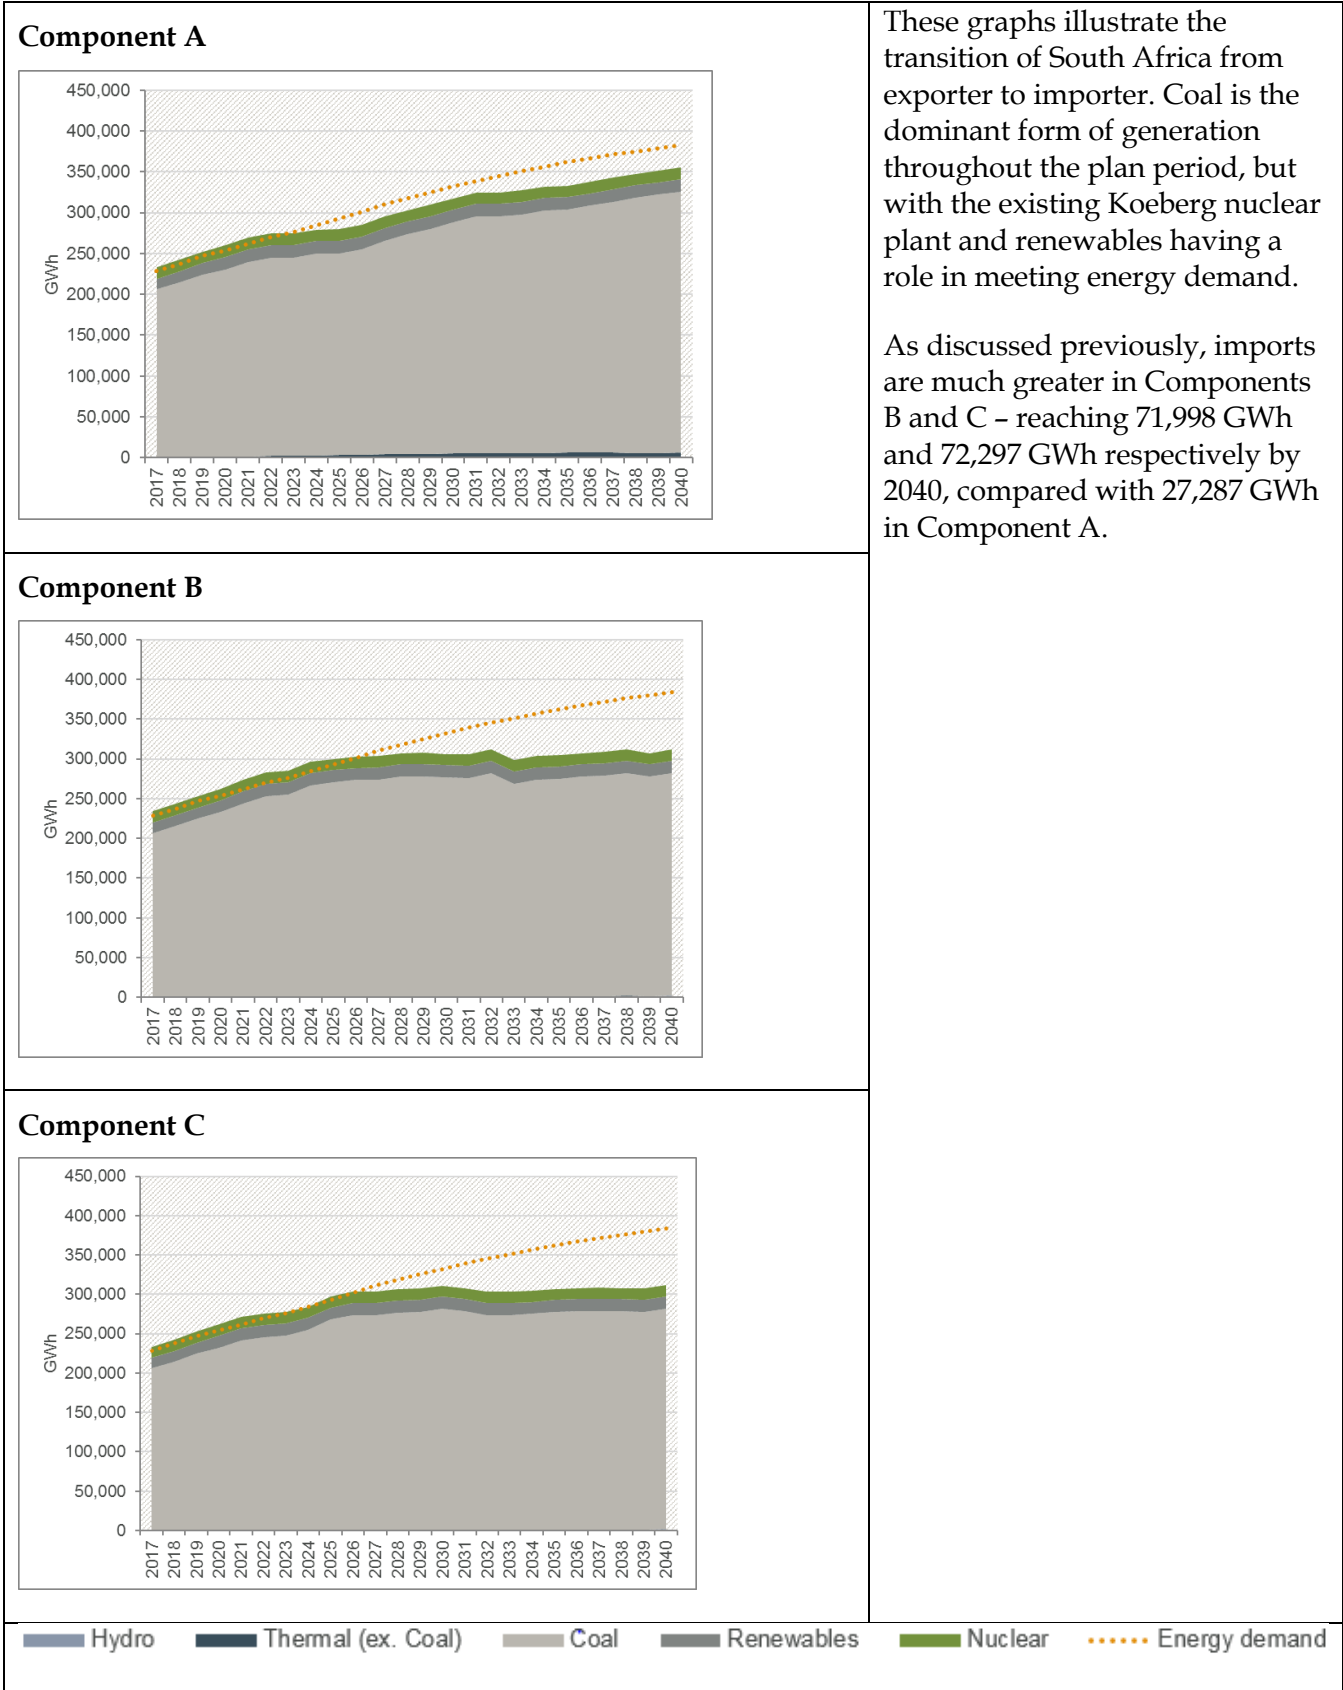 Component A
450,000
400,000
350,000
300,000
250,000
200,000
150,000
100,000
50,000
0
GWh
2017 2018 2019 2020 2021 2022 2023 2024 2025 2026 2027 2028 2029 2030 2031 2032 2033 2034 2035 2036 2037 2038 2039 2040
These graphs illustrate the
transition of South Africa from
exporter to importer. Coal is the
dominant form of generation
throughout the plan period, but
with the existing Koeberg nuclear
plant and renewables having a
role in meeting energy demand.
As discussed previously, imports
are much greater in Components
B and C – reaching 71,998 GWh
and 72,297 GWh respectively by
2040, compared with 27,287 GWh
in Component A.
Component B
450,000
400,000
350,000
300,000
250,000
200,000
150,000
100,000
50,000
0
GWh
2017 2018 2019 2020 2021 2022 2023 2024 2025 2026 2027 2028 2029 2030 2031 2032 2033 2034 2035 2036 2037 2038 2039 2040
Component C
450,000
400,000
350,000
300,000
250,000
200,000
150,000
100,000
50,000
0
GWh
2017 2018 2019 2020 2021 2022 2023 2024 2025 2026 2027 2028 2029 2030 2031 2032 2033 2034 2035 2036 2037 2038 2039 2040
Hydro Thermal (ex. Coal) Coal Renewables Nuclear Energy demand